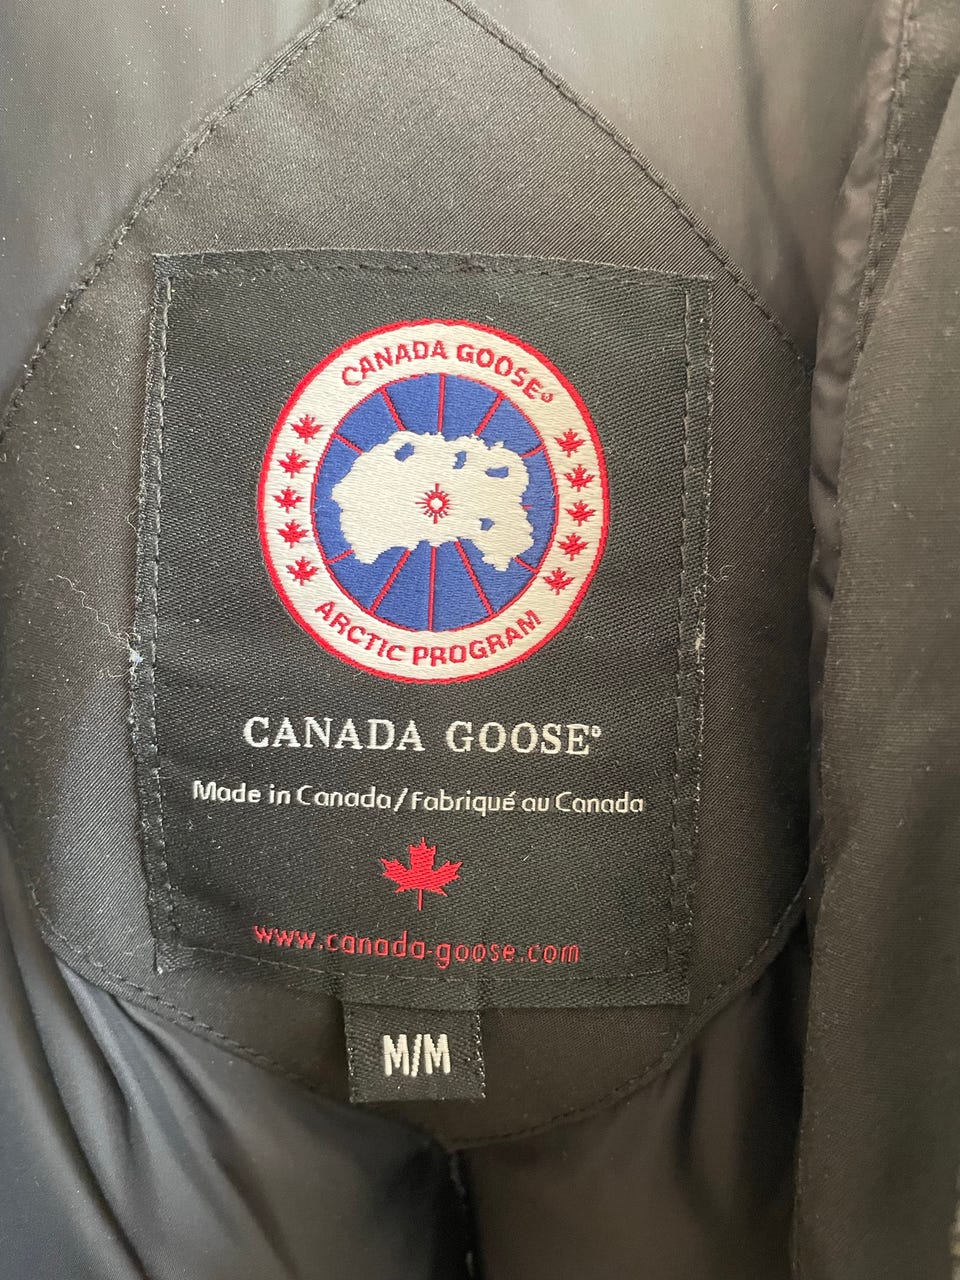 CANADA GOOSE®
ARCTIC PROGRAM
CANADA GOOSE®
Made in Canada/Fabriqué au Canada
www.canada-goose.com
M/M